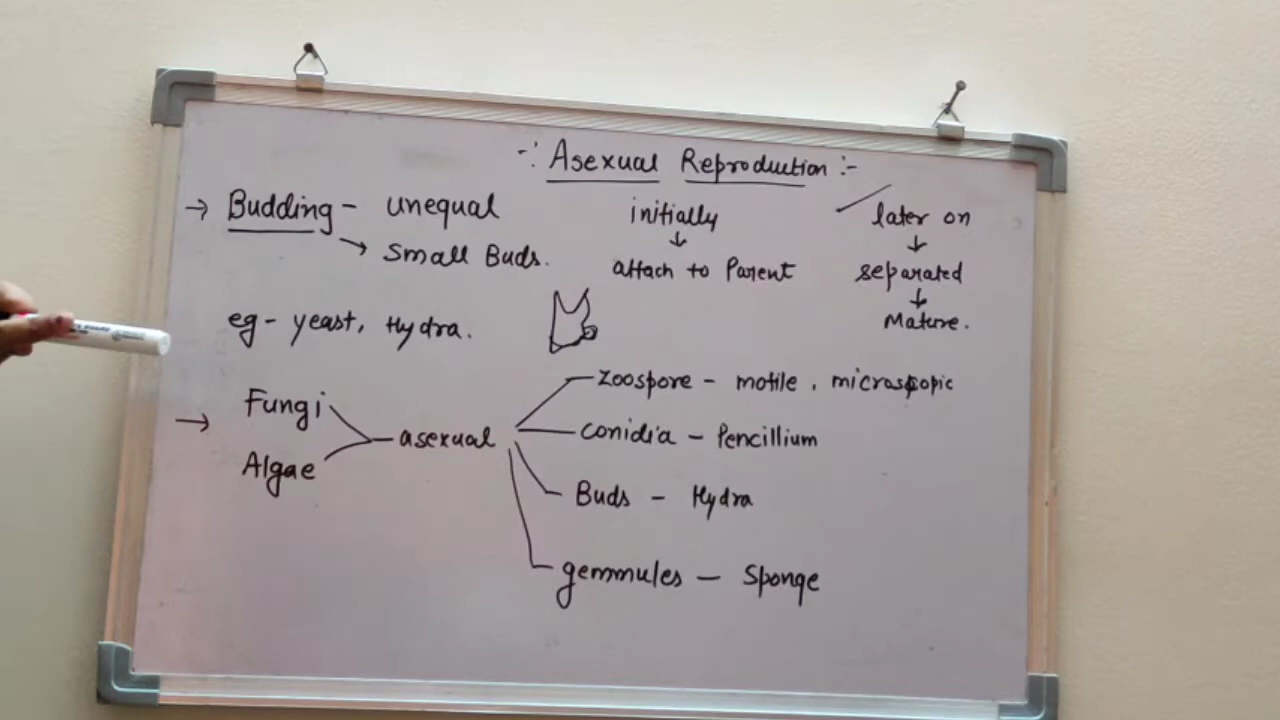 -: Asexual Reproduction :-
→ Budding - unequal
→ Small Buds.
initially
↓
attach to Parent
later on
↓
separated
↓
Mature.
eg - yeast, Hydra.
→ Fungi
Algae
asexual
Zoospore - motile, microscopic
Conidia - Pencillium
Buds - Hydra
gemmules - Sponge